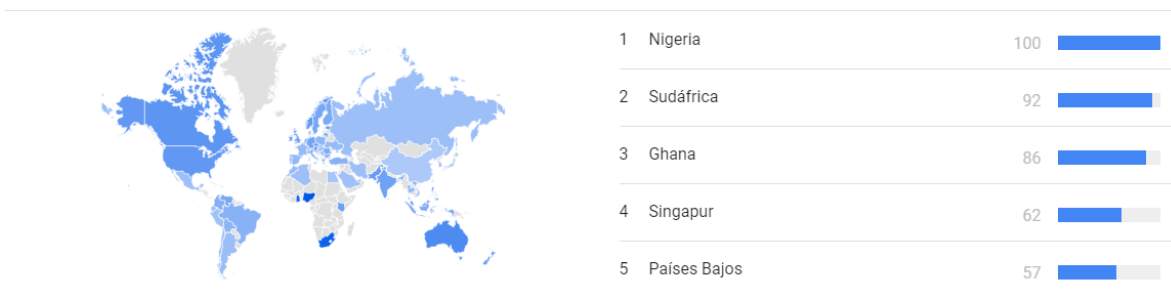 1 Nigeria 100
2 Sudáfrica 92
3 Ghana 86
4 Singapur 62
5 Países Bajos 57